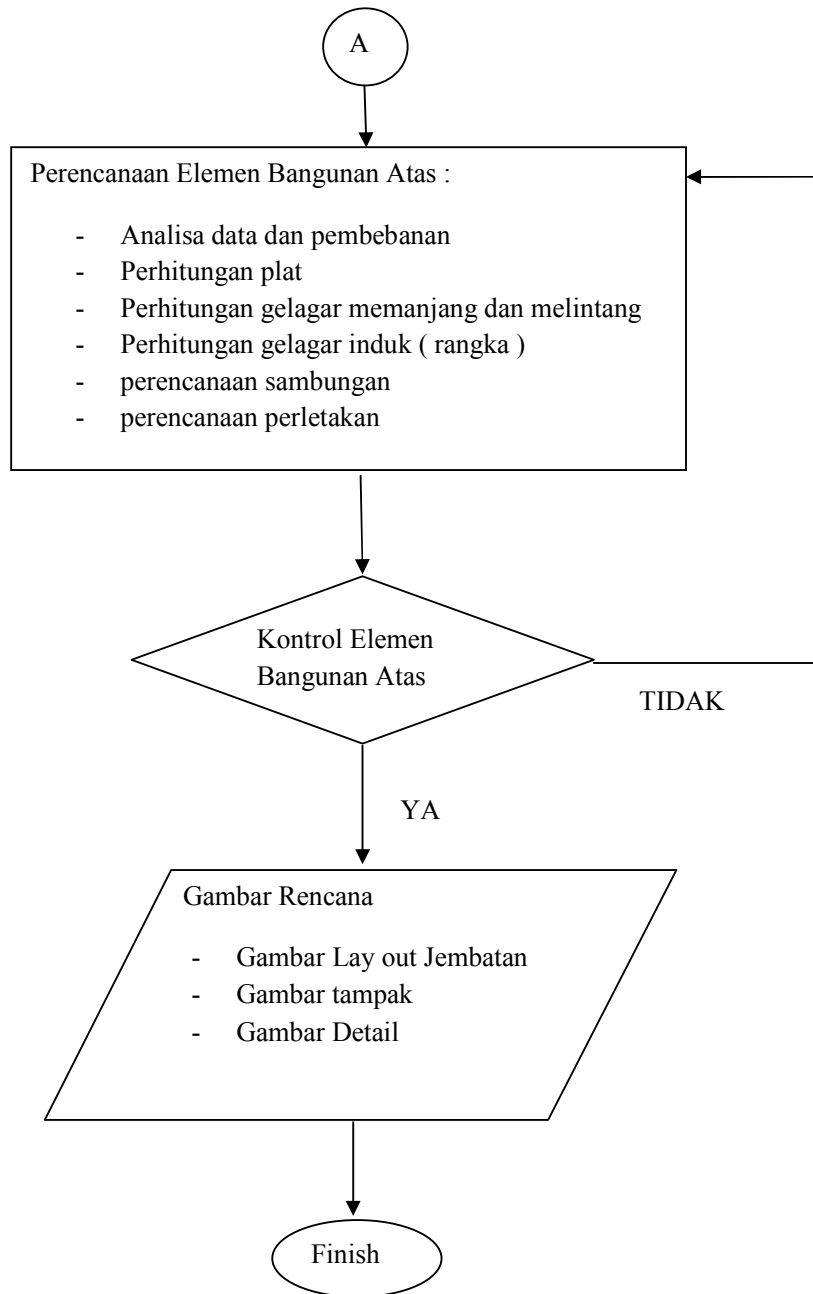 A
Perencanaan Elemen Bangunan Atas :
- Analisa data dan pembebanan
- Perhitungan plat
- Perhitungan gelagar memanjang dan melintang
- Perhitungan gelagar induk ( rangka )
- perencanaan sambungan
- perencanaan perletakan
Kontrol Elemen
Bangunan Atas
TIDAK
YA
Gambar Rencana
- Gambar Lay out Jembatan
- Gambar tampak
- Gambar Detail
Finish